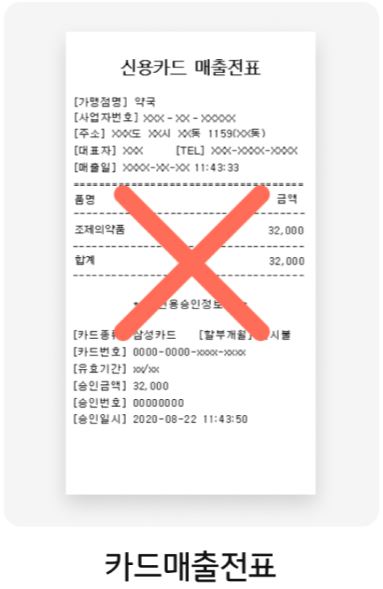 신용카드 매출전표
[가맹점명] 약국
[사업자번호] XXX-XX-XXXXX
[주소] XXX도 XX시 XX동 1159(XX동)
[대표자] XXX [TEL] XXX-XXXX-XXXX
[매출일] XXXX-XX-XX 11:43:33
품명 금액
조제의약품 32,000
합계 32,000
신용승인정보
[카드종류] 삼성카드 [할부개월] 일시불
[카드번호] 0000-0000-xxxx-xxxx
[유효기간] xx/xx
[승인금액] 32,000
[승인번호] 00000000
[승인일시] 2020-08-22 11:43:50
카드매출전표